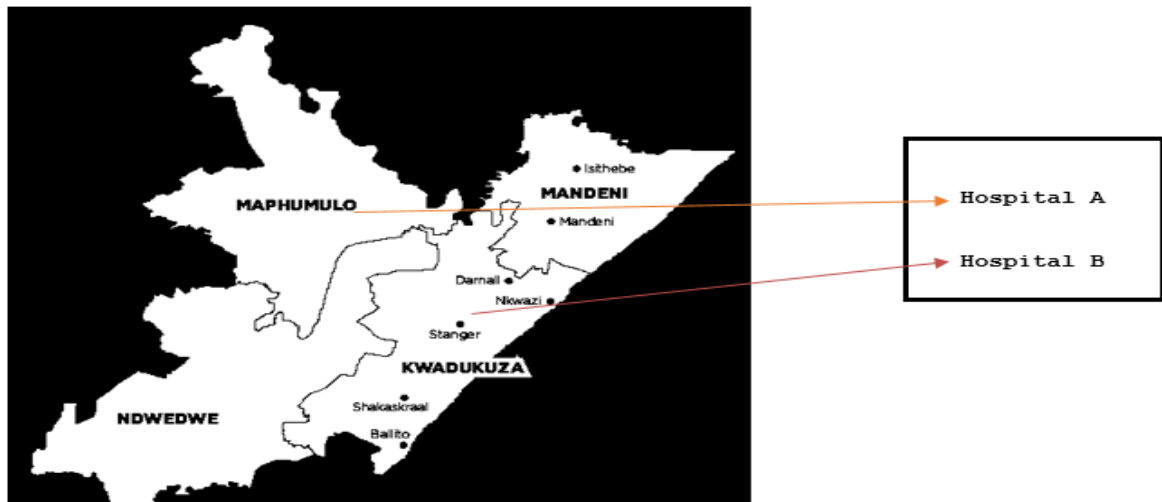 Isithebe
MANDENI
MAPHUMULO
Mandeni
Darnall
Nkwazi
Stanger
KWADUKUZA
Shakaskraal
NDWEDWE
Ballito
Hospital A
Hospital B